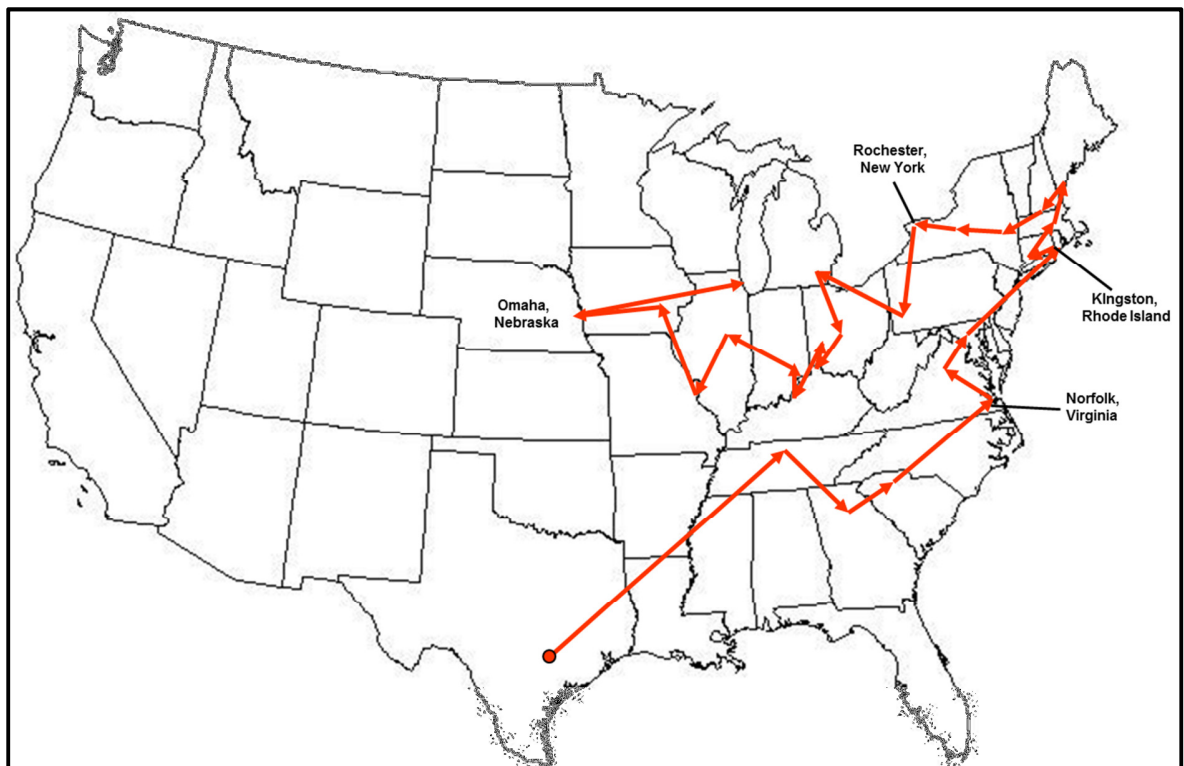 Rochester,
New York
Omaha,
Nebraska
KIngston,
Rhode Island
Norfolk,
Virginia